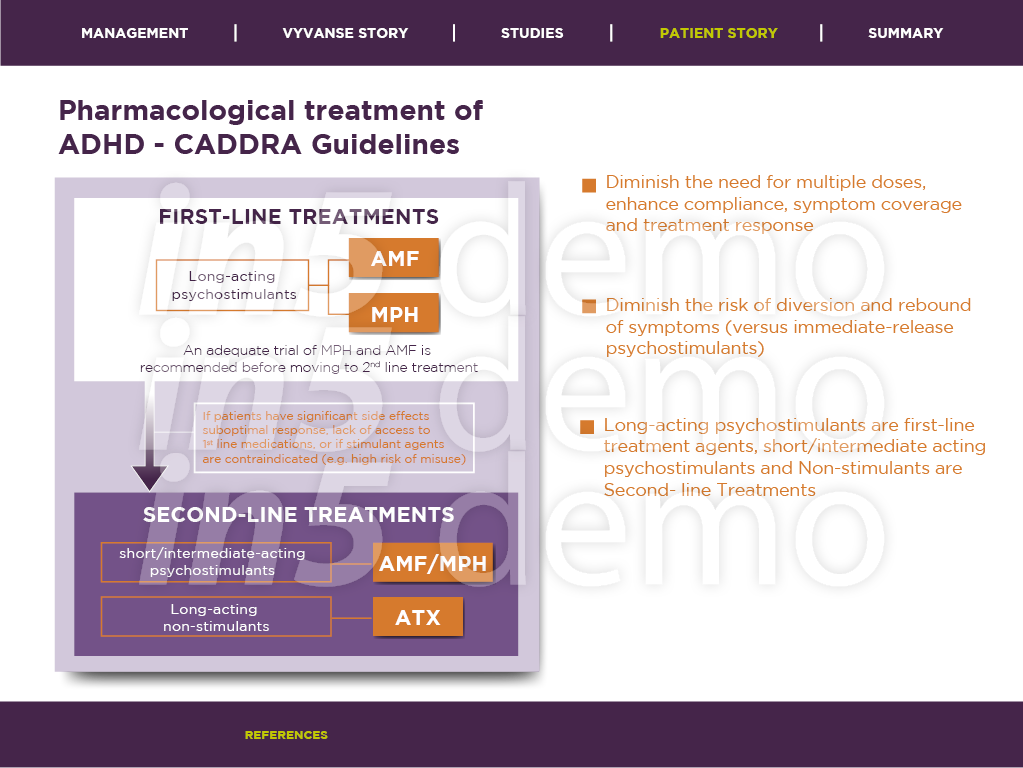 MANAGEMENT | VYVANSE STORY | STUDIES | PATIENT STORY | SUMMARY
Pharmacological treatment of
ADHD - CADDRA Guidelines
FIRST-LINE TREATMENTS
Long-acting
psychostimulants
AMF
MPH
An adequate trial of MPH and AMF is
recommended before moving to 2nd line treatment
If patients have significant side effects
suboptimal response, lack of access to
1st line medications, or if stimulant agents
are contraindicated (e.g. high risk of misuse)
SECOND-LINE TREATMENTS
short/intermediate-acting
psychostimulants
AMF/MPH
Long-acting
non-stimulants
ATX
Diminish the need for multiple doses,
enhance compliance, symptom coverage
and treatment response
Diminish the risk of diversion and rebound
of symptoms (versus immediate-release
psychostimulants)
Long-acting psychostimulants are first-line
treatment agents, short/intermediate acting
psychostimulants and Non-stimulants are
Second- line Treatments
in5 demo
in5 demo
in5 demo
REFERENCES